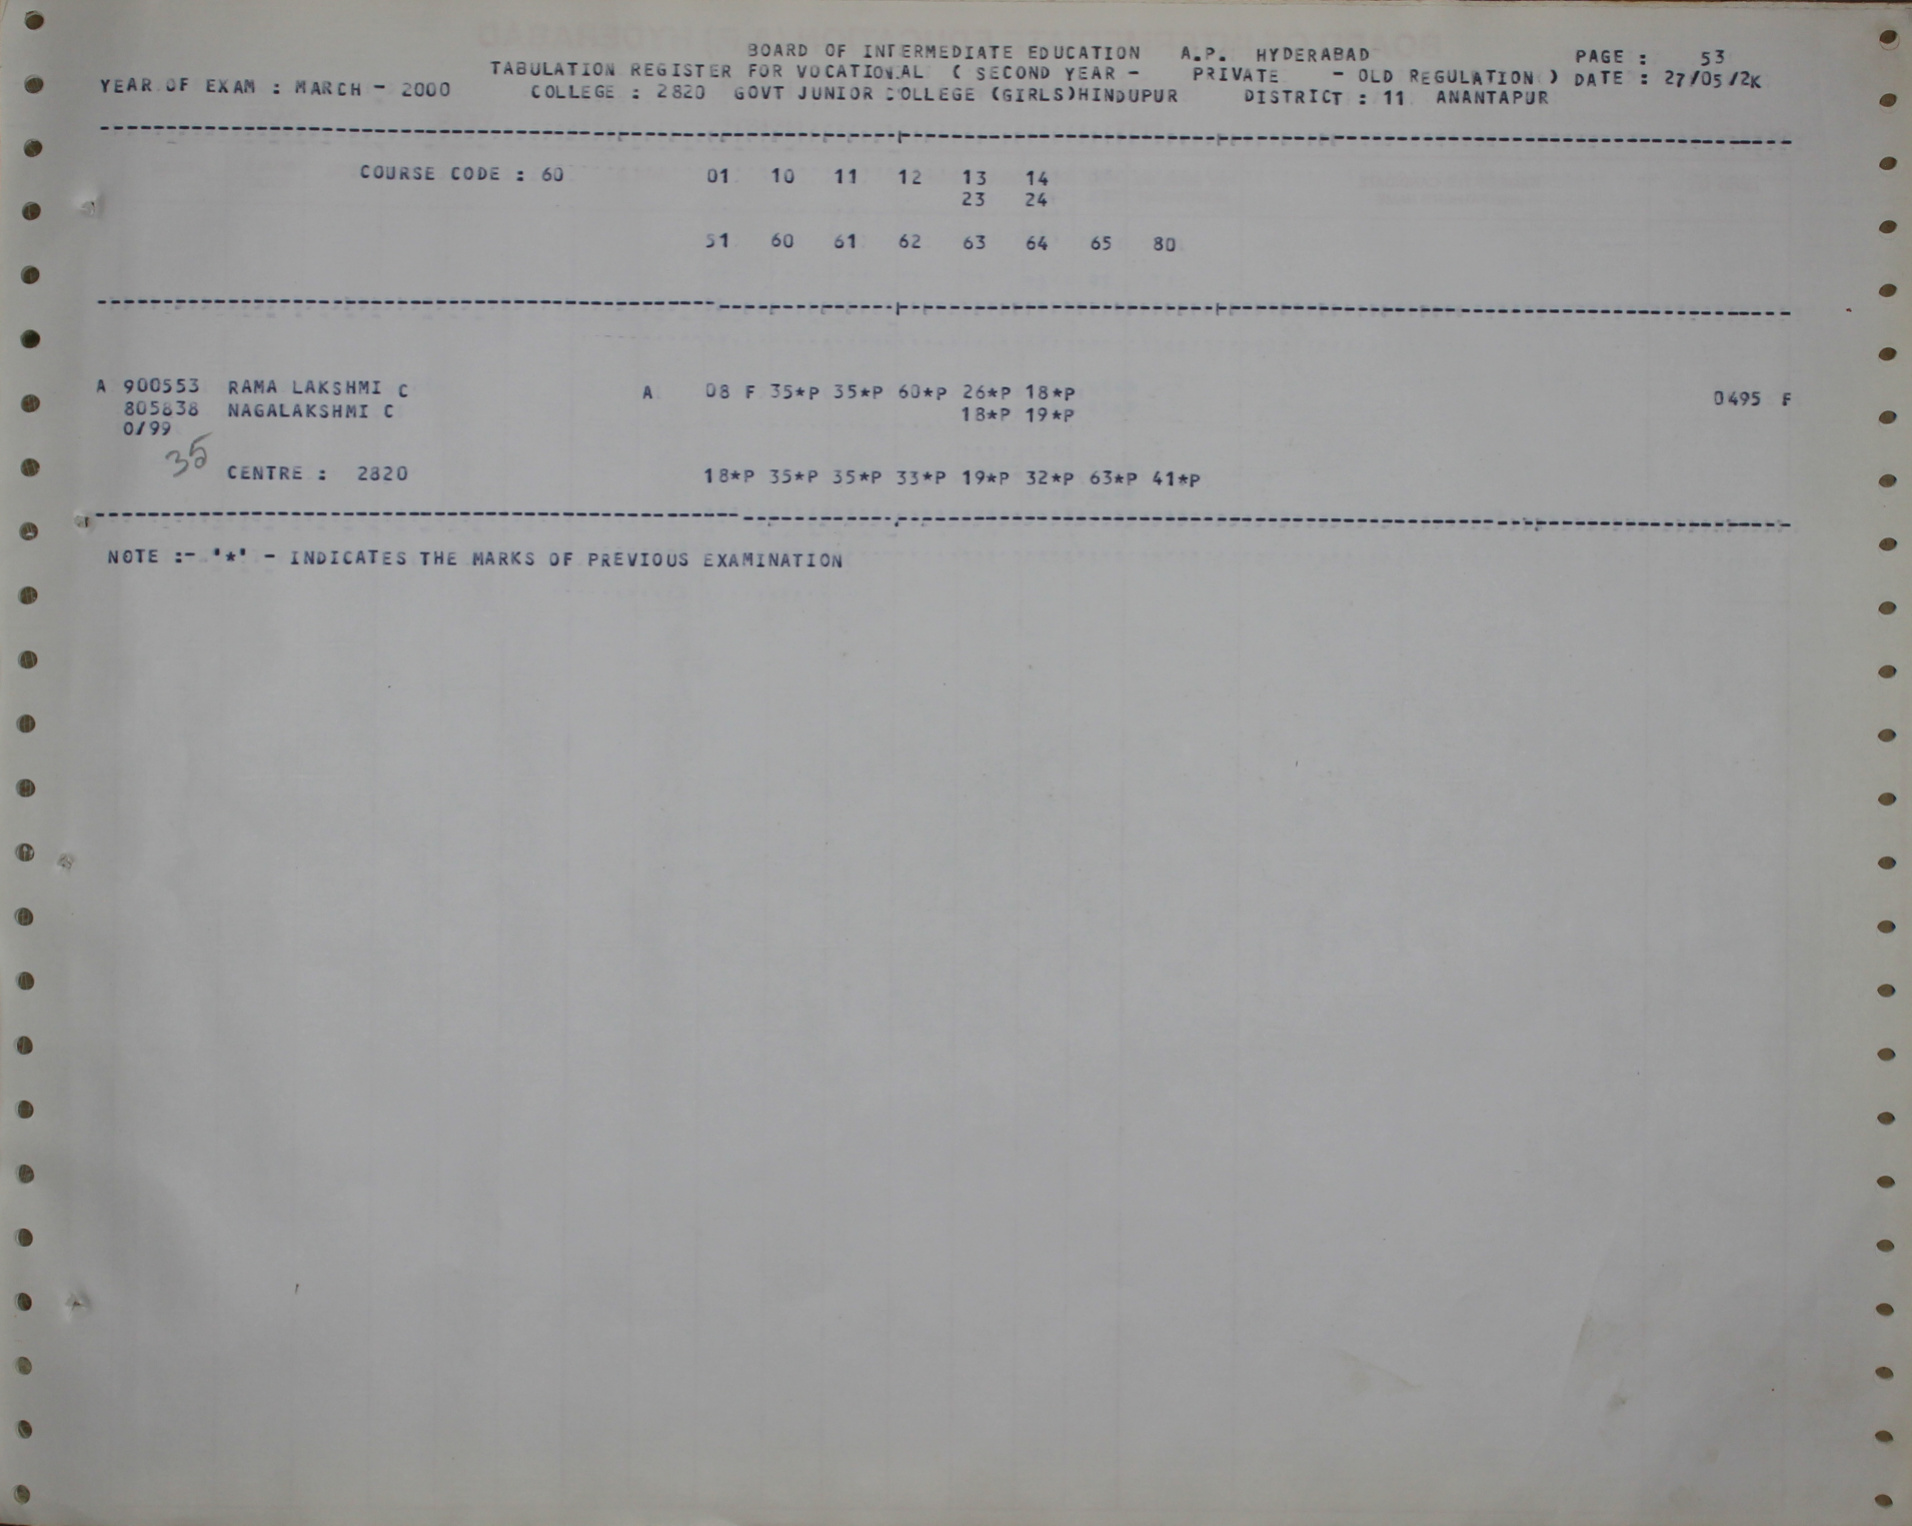 BOARD OF INTERMEDIATE EDUCATION A.P. HYDERABAD PAGE : 53
TABULATION REGISTER FOR VOCATIONAL ( SECOND YEAR - PRIVATE - OLD REGULATION ) DATE : 27/05/2K
YEAR OF EXAM : MARCH - 2000 COLLEGE : 2820 GOVT JUNIOR COLLEGE (GIRLS)HINDUPUR DISTRICT : 11 ANANTAPUR
COURSE CODE : 60 01 10 11 12 13 14
23 24
51 60 61 62 63 64 65 80
A 900553 RAMA LAKSHMI C A 08 F 35*P 35*P 60*P 26*P 18*P 0495 F
805838 NAGALAKSHMI C 18*P 19*P
0/99
35
CENTRE : 2820 18*P 35*P 35*P 33*P 19*P 32*P 63*P 41*P
NOTE :- '*' - INDICATES THE MARKS OF PREVIOUS EXAMINATION